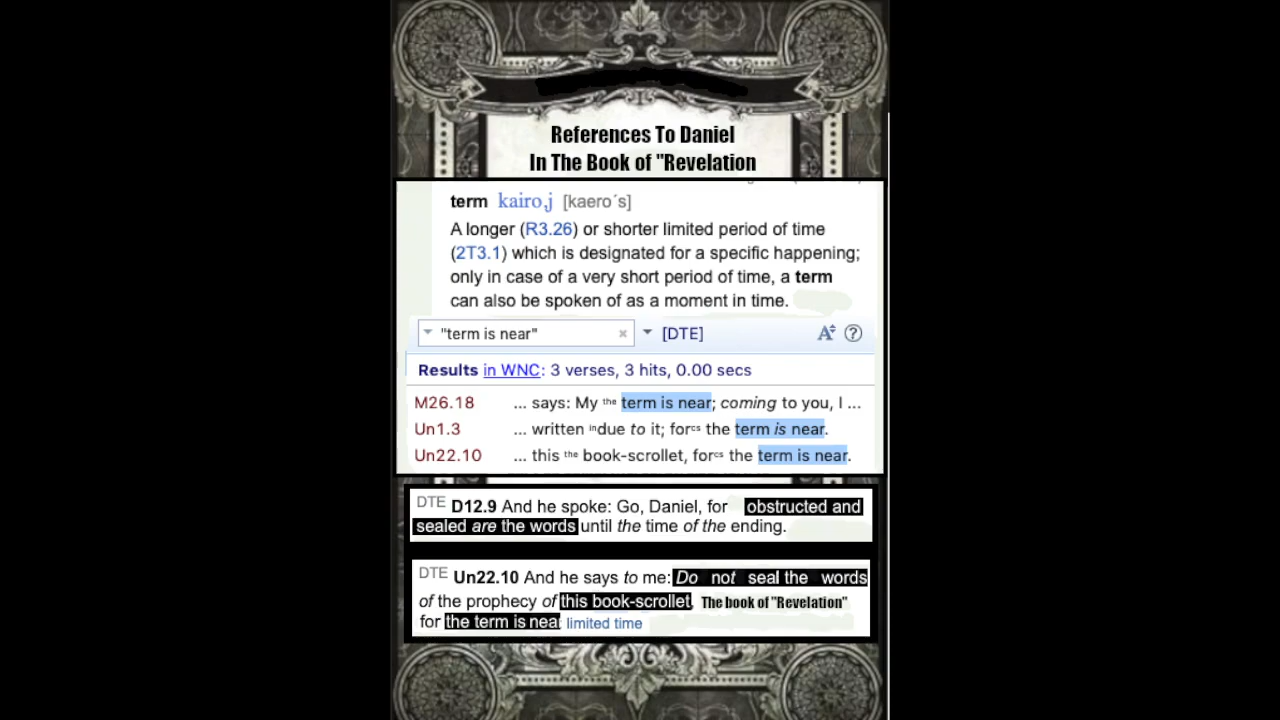 References To Daniel
In The Book of "Revelation
term kairo,j [kaero´s]
A longer (R3.26) or shorter limited period of time
(2T3.1) which is designated for a specific happening;
only in case of a very short period of time, a term
can also be spoken of as a moment in time.
"term is near" × [DTE] A ?
Results in WNC: 3 verses, 3 hits, 0.00 secs
M26.18 ... says: My the term is near; coming to you, I ...
Un1.3 ... written in due to it; for cs the term is near.
Un22.10 ... this the book-scrollet, for cs the term is near.
DTE D12.9 And he spoke: Go, Daniel, for obstructed and
sealed are the words until the time of the ending.
DTE Un22.10 And he says to me: Do not seal the words
of the prophecy of this book-scrollet, The book of "Revelation"
for the term is near limited time